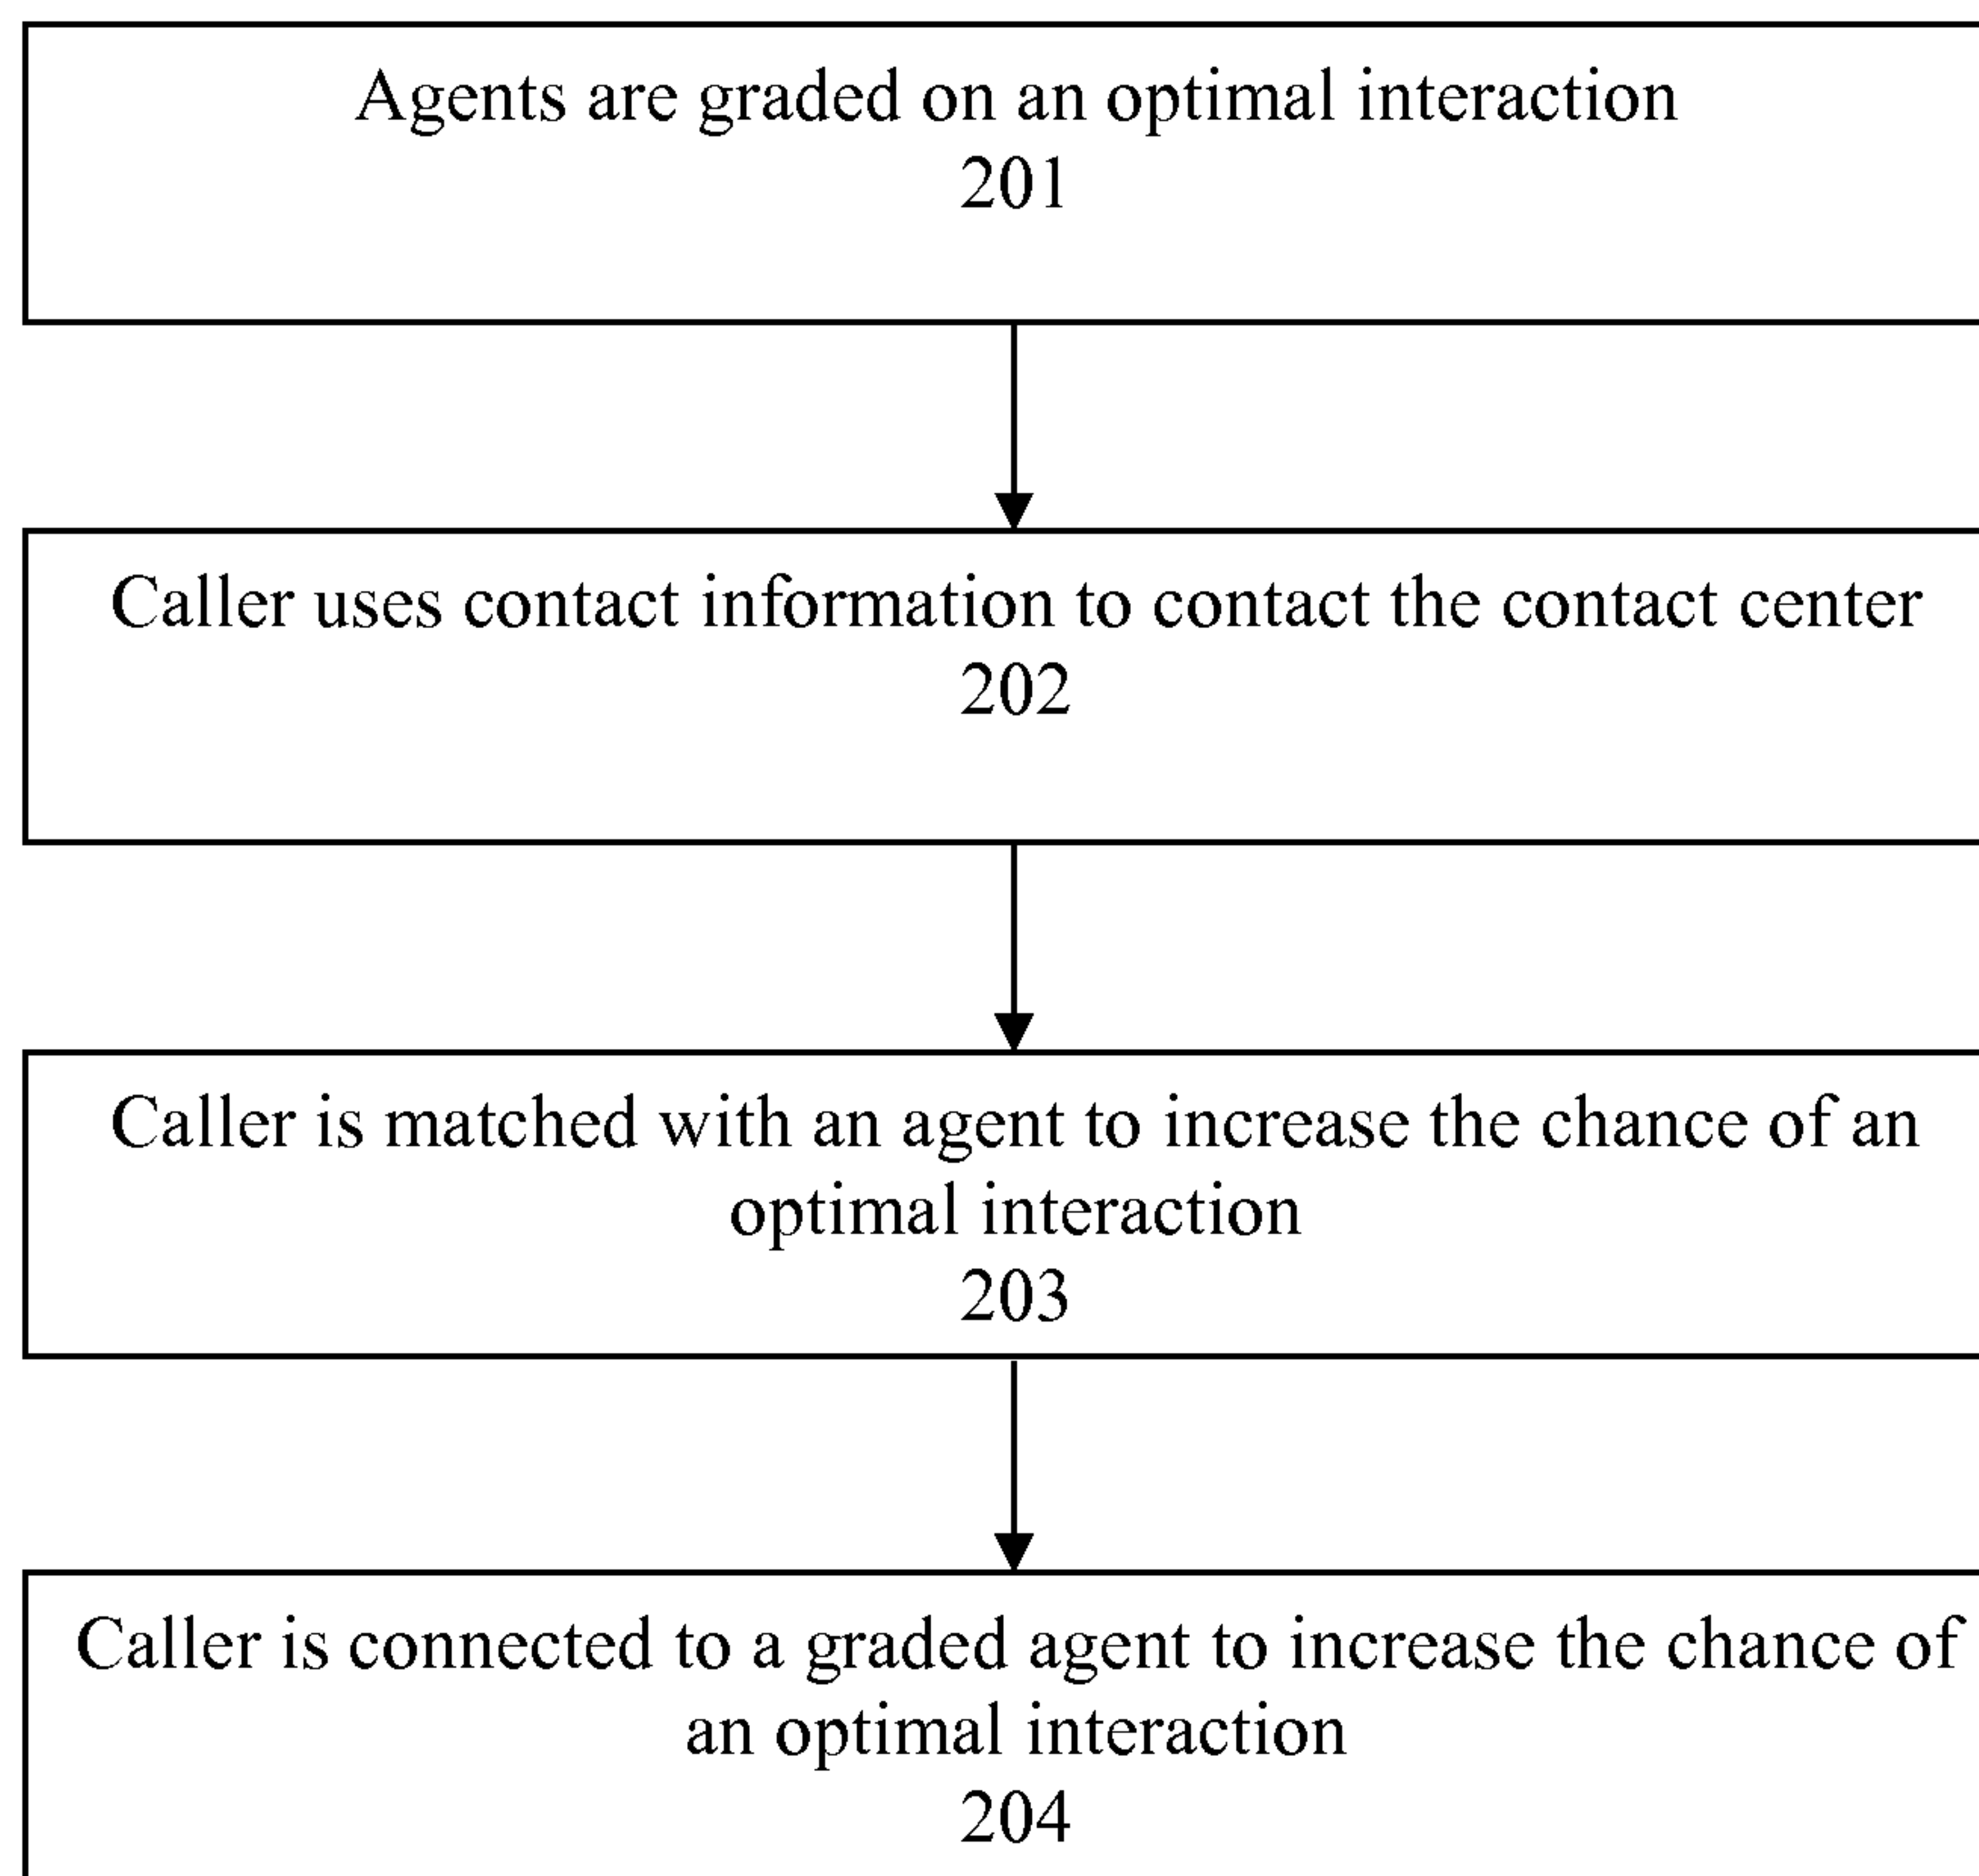 Agents are graded on an optimal interaction
201
Caller uses contact information to contact the contact center
202
Caller is matched with an agent to increase the chance of an
optimal interaction
203
Caller is connected to a graded agent to increase the chance of
an optimal interaction
204